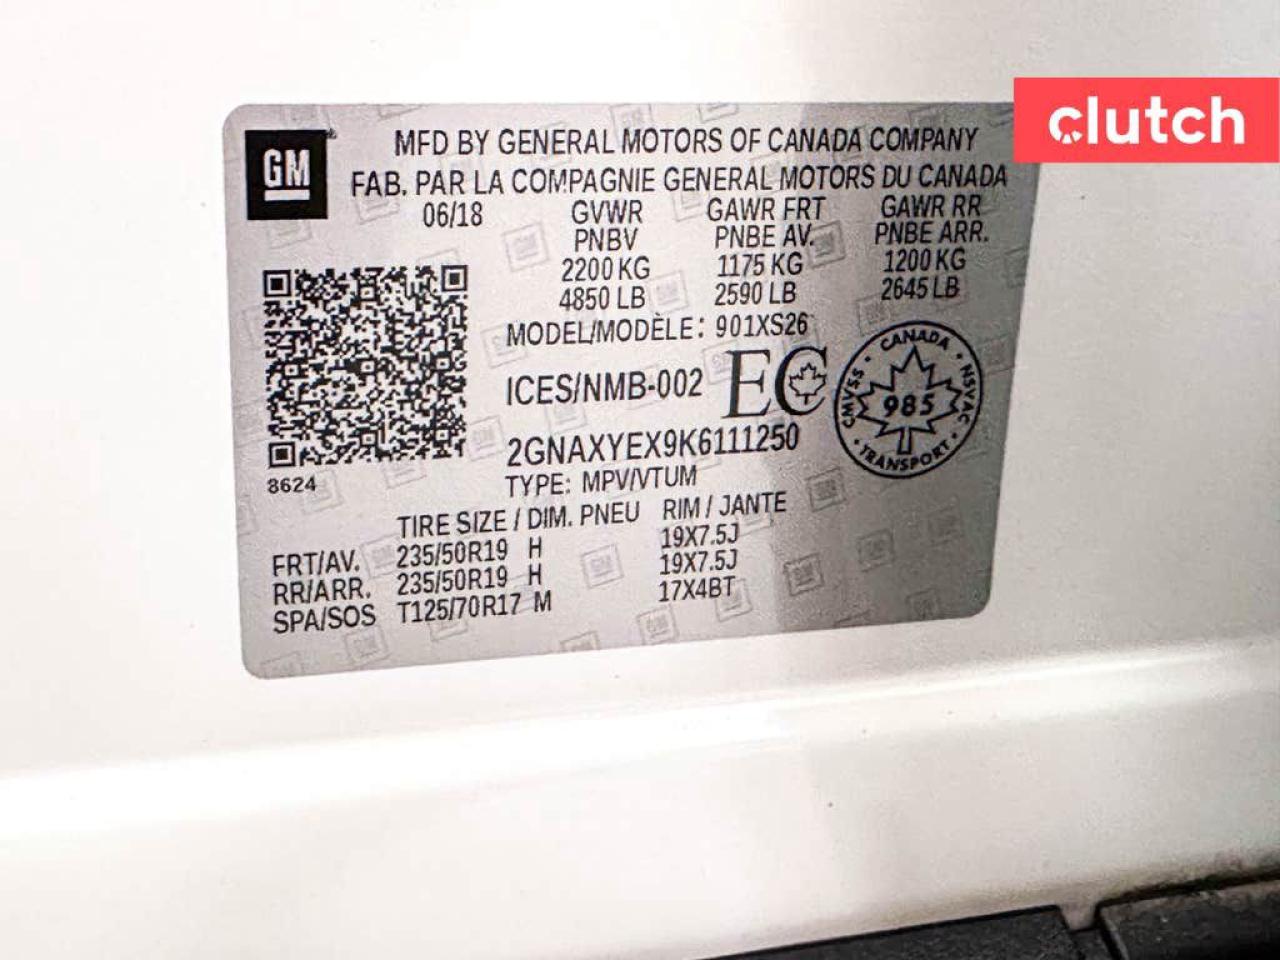 clutch
GM
MFD BY GENERAL MOTORS OF CANADA COMPANY
FAB. PAR LA COMPAGNIE GENERAL MOTORS DU CANADA
06/18 GVWR GAWR FRT GAWR RR
PNBV PNBE AV. PNBE ARR.
2200 KG 1175 KG 1200 KG
4850 LB 2590 LB 2645 LB
MODEL/MODÈLE: 901XS26
ICES/NMB-002 EC
CANADA
CMVSS 985 NSVAC
TRANSPORT
2GNAXYEX9K6111250
8624
TYPE: MPV/VTUM
TIRE SIZE / DIM. PNEU RIM / JANTE
FRT/AV. 235/50R19 H 19X7.5J
RR/ARR. 235/50R19 H 19X7.5J
SPA/SOS T125/70R17 M 17X4BT